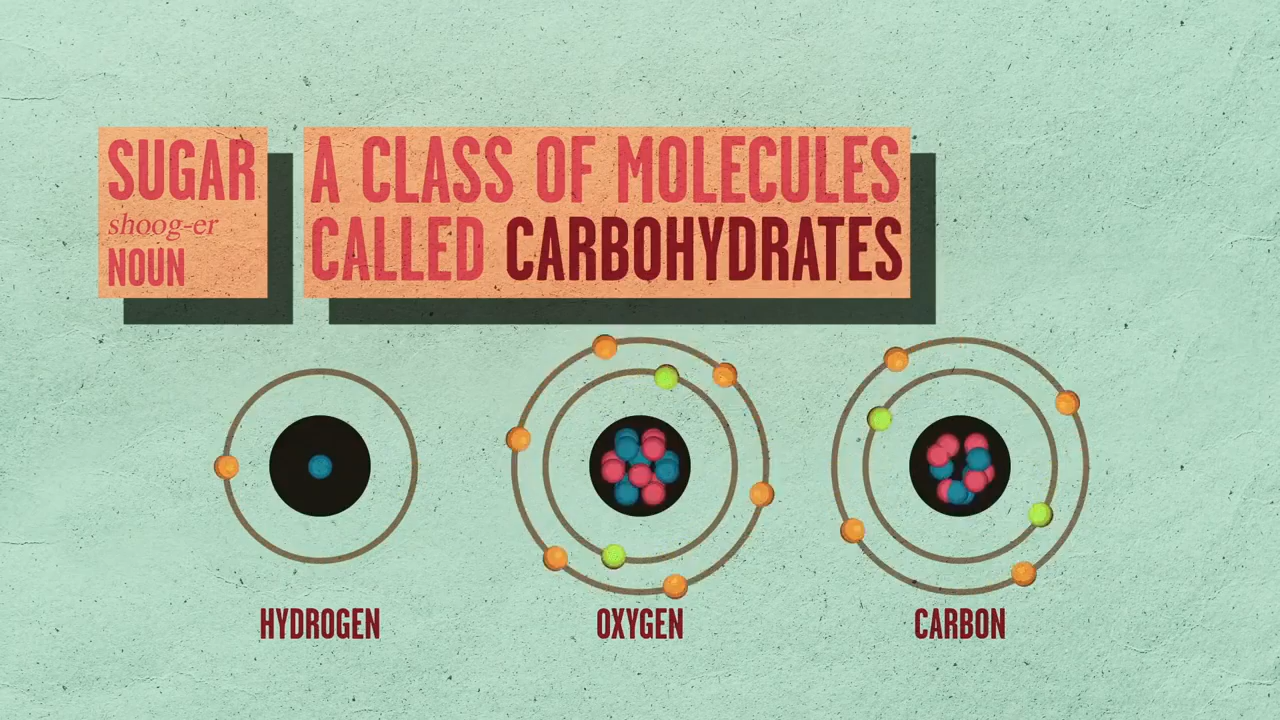 SUGAR
shoog-er
NOUN
A CLASS OF MOLECULES
CALLED CARBOHYDRATES
HYDROGEN
OXYGEN
CARBON